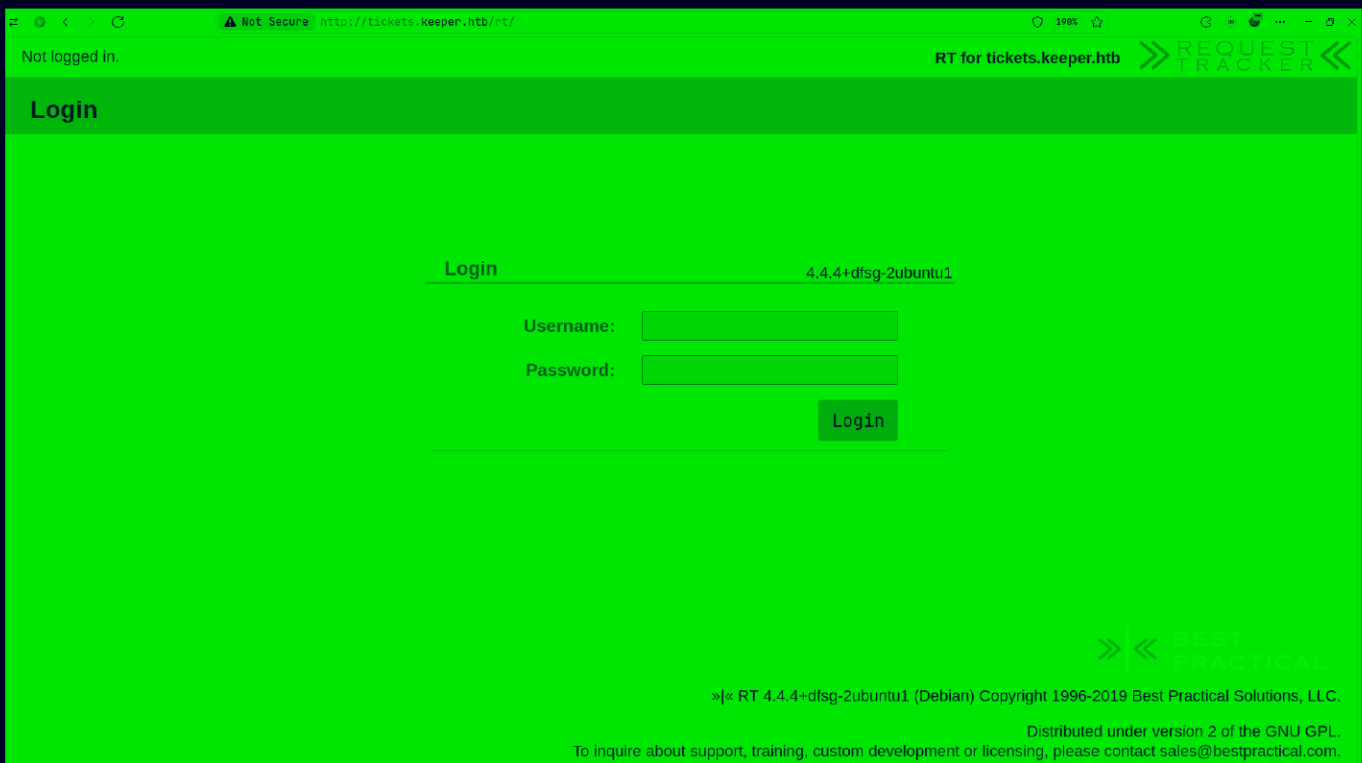 Not Secure http://tickets.keeper.htb/rt/ 190%
Not logged in.
RT for tickets.keeper.htb
REQUEST
TRACKER
Login
Login
4.4.4+dfsg-2ubuntu1
Username:
Password:
Login
BEST
PRACTICAL™
»|« RT 4.4.4+dfsg-2ubuntu1 (Debian) Copyright 1996-2019 Best Practical Solutions, LLC.
Distributed under version 2 of the GNU GPL.
To inquire about support, training, custom development or licensing, please contact sales@bestpractical.com.